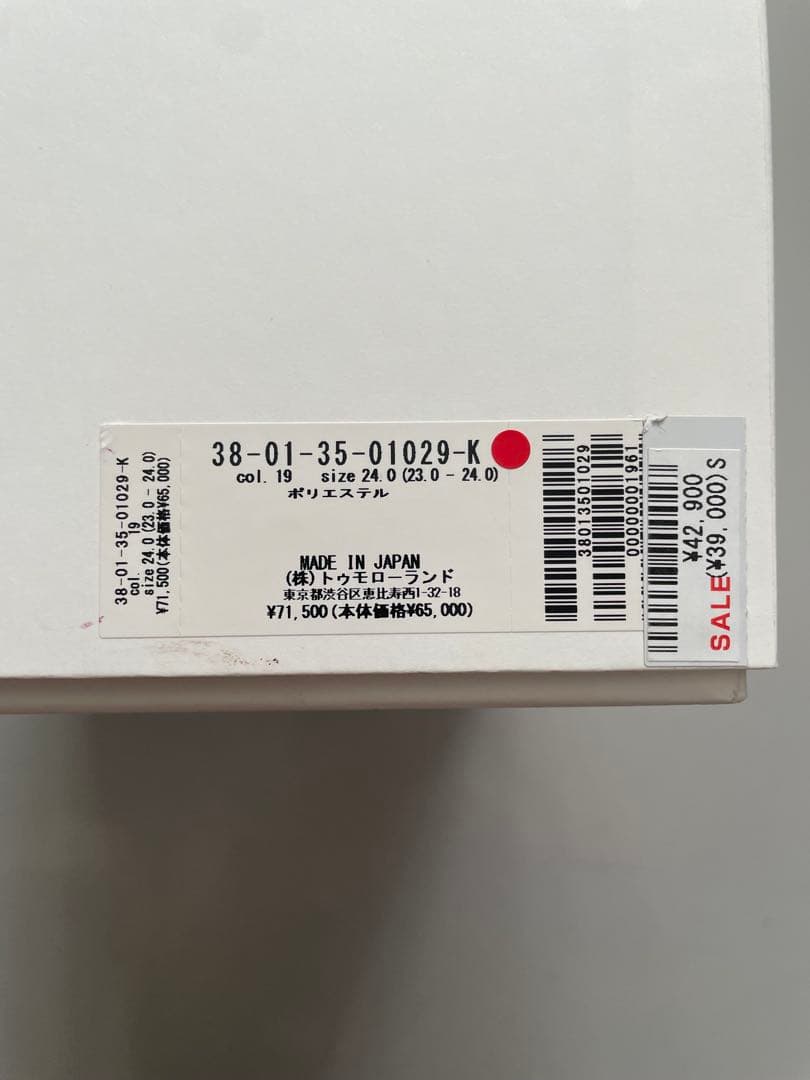 38-01-35-01029-K
col. 19
size 24.0 (23.0 - 24.0)
¥71,500(本体価格¥65,000)
38-01-35-01029-K
col. 19 size 24.0 (23.0 - 24.0)
ポリエステル
MADE IN JAPAN
(株)トゥモローランド
東京都渋谷区恵比寿西1-32-18
¥71,500(本体価格¥65,000)
38013501029
000000001961
¥42,900
(¥39,000)S
SALE